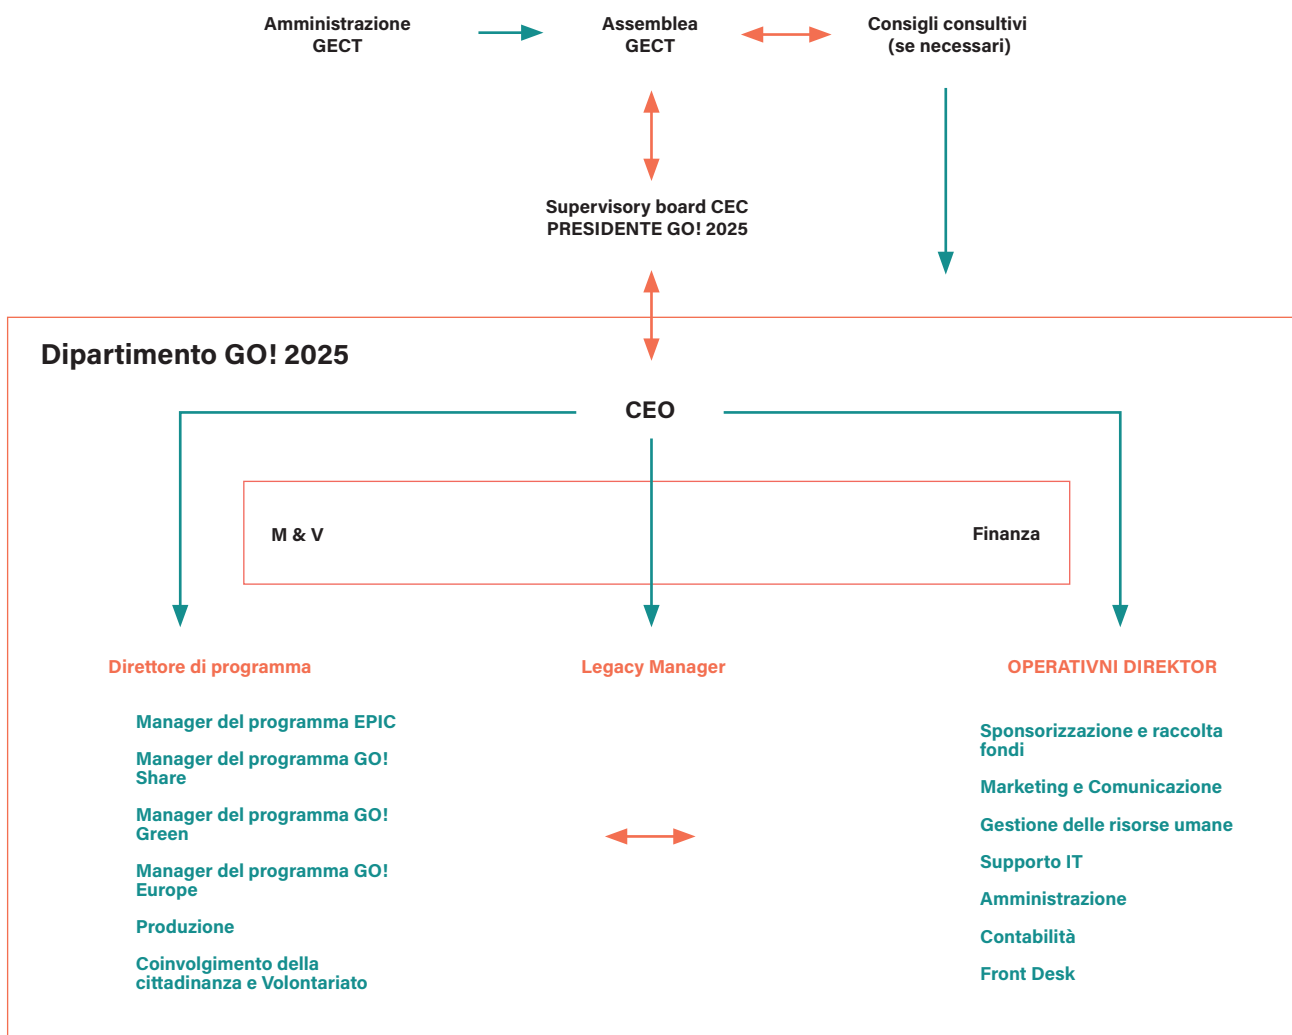 Amministrazione
GECT
Assemblea
GECT
Consigli consultivi
(se necessari)
Supervisory board CEC
PRESIDENTE GO! 2025
Dipartimento GO! 2025
CEO
M & V
Finanza
Direttore di programma
Manager del programma EPIC
Manager del programma GO!
Share
Manager del programma GO!
Green
Manager del programma GO!
Europe
Produzione
Coinvolgimento della
cittadinanza e Volontariato
Legacy Manager
OPERATIVNI DIREKTOR
Sponsorizzazione e raccolta
fondi
Marketing e Comunicazione
Gestione delle risorse umane
Supporto IT
Amministrazione
Contabilità
Front Desk